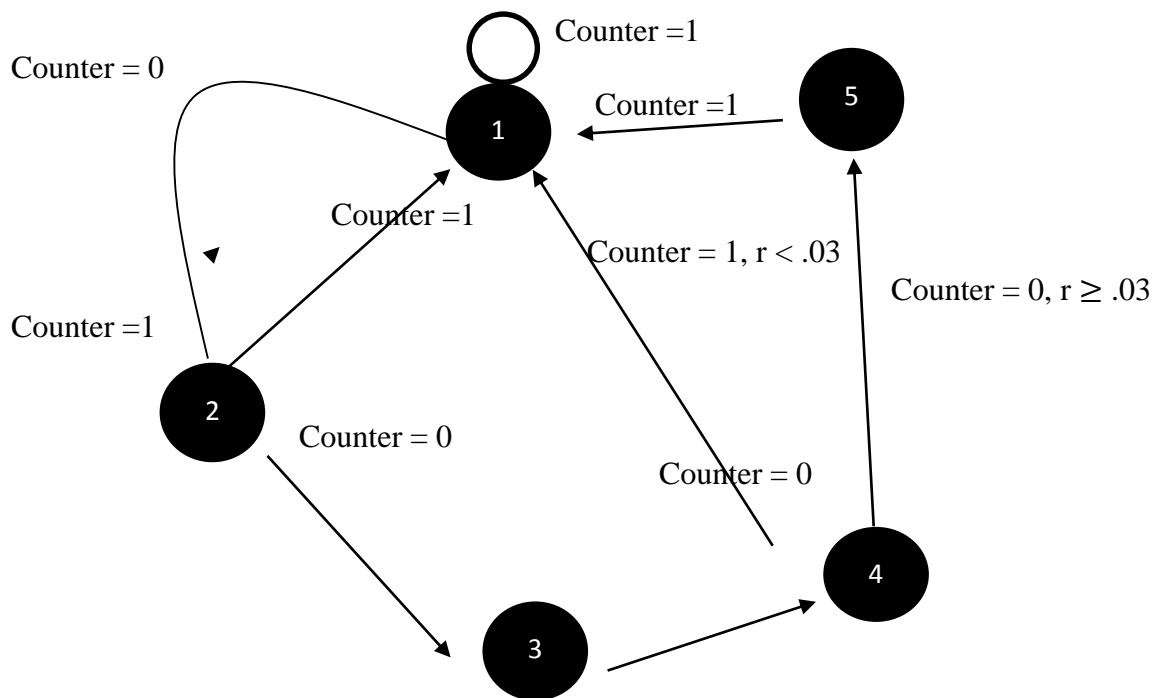 Counter =1
Counter = 0
5
Counter =1
1
Counter =1
Counter = 1, r < .03
Counter = 0, r ≥ .03
Counter =1
2
Counter = 0
Counter = 0
4
3